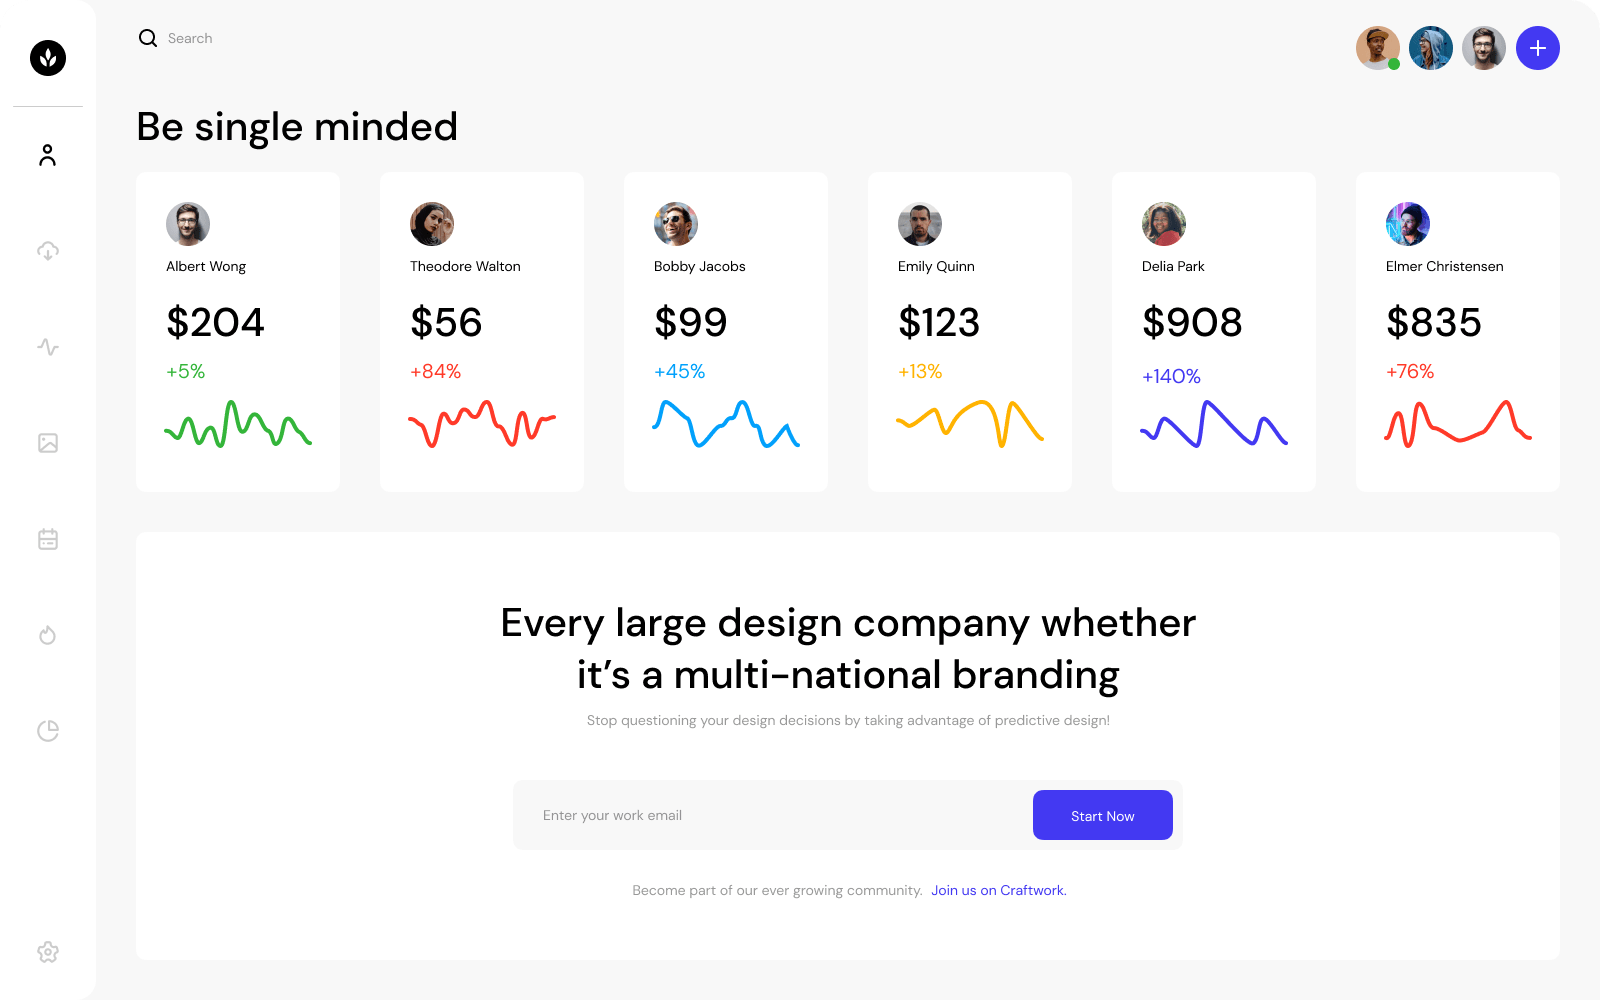 Search
Be single minded
Albert Wong
$204
+5%
Theodore Walton
$56
+84%
Bobby Jacobs
$99
+45%
Emily Quinn
$123
+13%
Delia Park
$908
+140%
Elmer Christensen
$835
+76%
Every large design company whether
it’s a multi-national branding
Stop questioning your design decisions by taking advantage of predictive design!
Enter your work email
Start Now
Become part of our ever growing community. Join us on Craftwork.